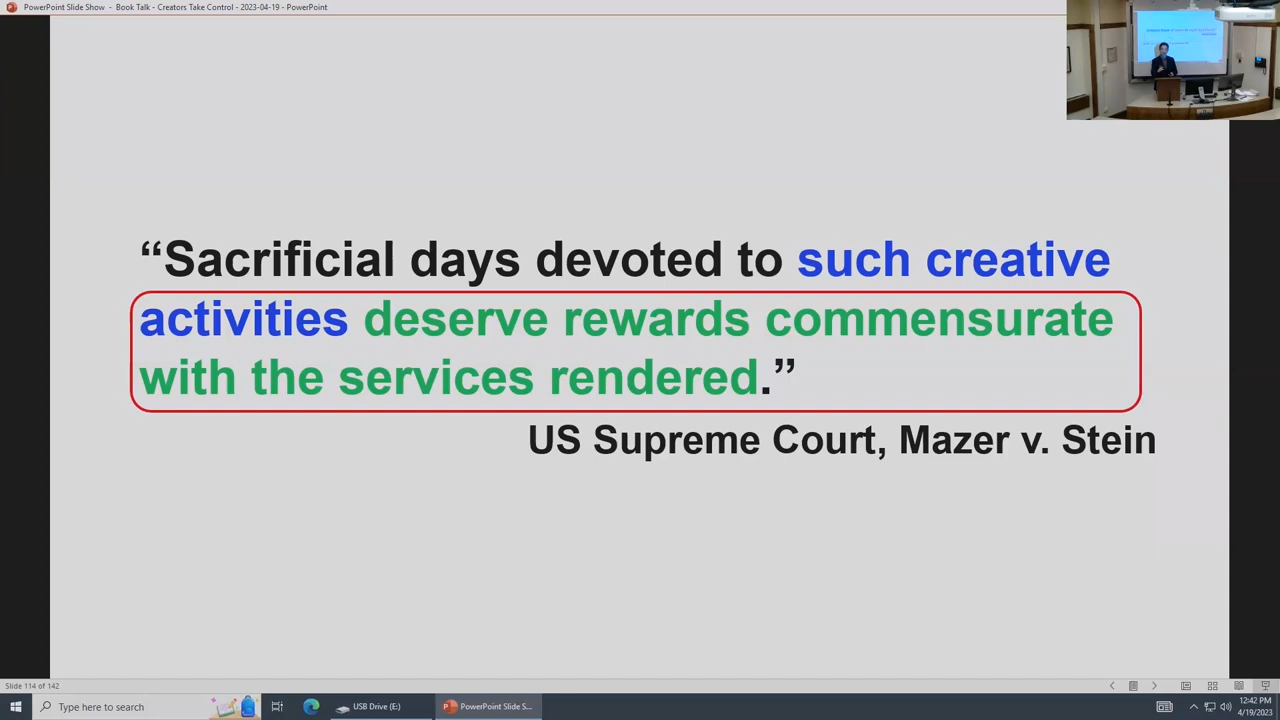 PowerPoint Slide Show - Book Talk - Creators Take Control - 2023-04-19 - PowerPoint
“Sacrificial days devoted to such creative
activities deserve rewards commensurate
with the services rendered.”
US Supreme Court, Mazer v. Stein
Slide 114 of 142
Type here to search
USB Drive (E:)
PowerPoint Slide S...
12:42 PM
4/19/2023